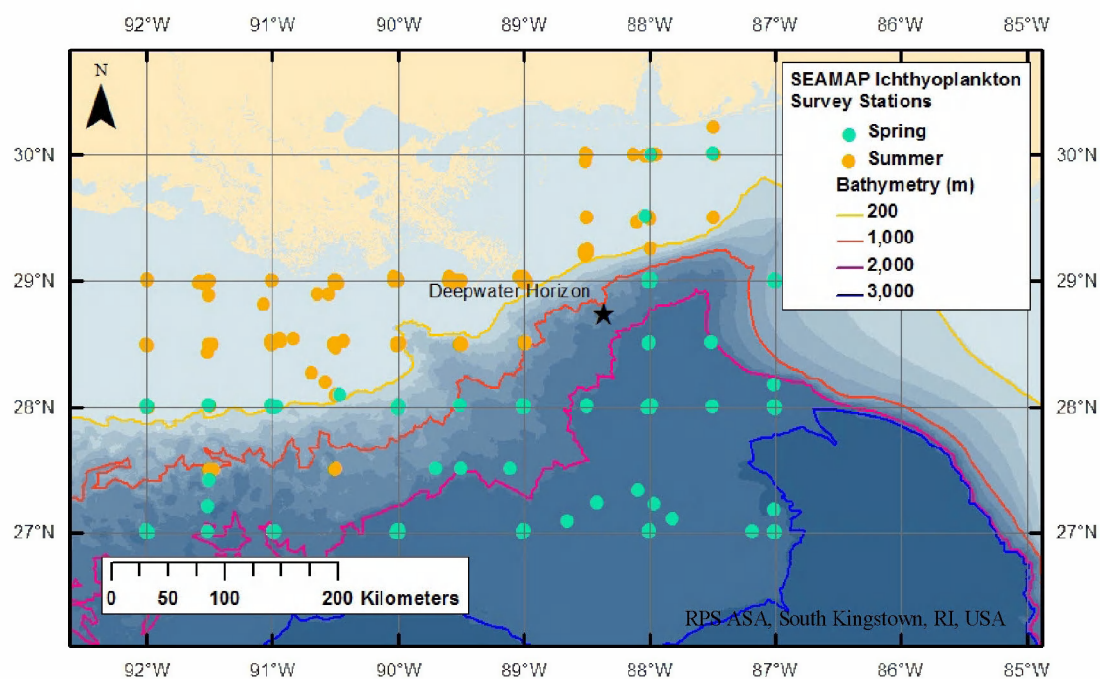 92°W 91°W 90°W 89°W 88°W 87°W 86°W 85°W
N
SEAMAP Ichthyoplankton
Survey Stations
Spring
Summer
Bathymetry (m)
200
1,000
2,000
3,000
30°N 30°N
29°N 29°N
Deepwater Horizon
28°N 28°N
27°N 27°N
0 50 100 200 Kilometers
RPS ASA, South Kingstown, RI, USA
92°W 91°W 90°W 89°W 88°W 87°W 86°W 85°W